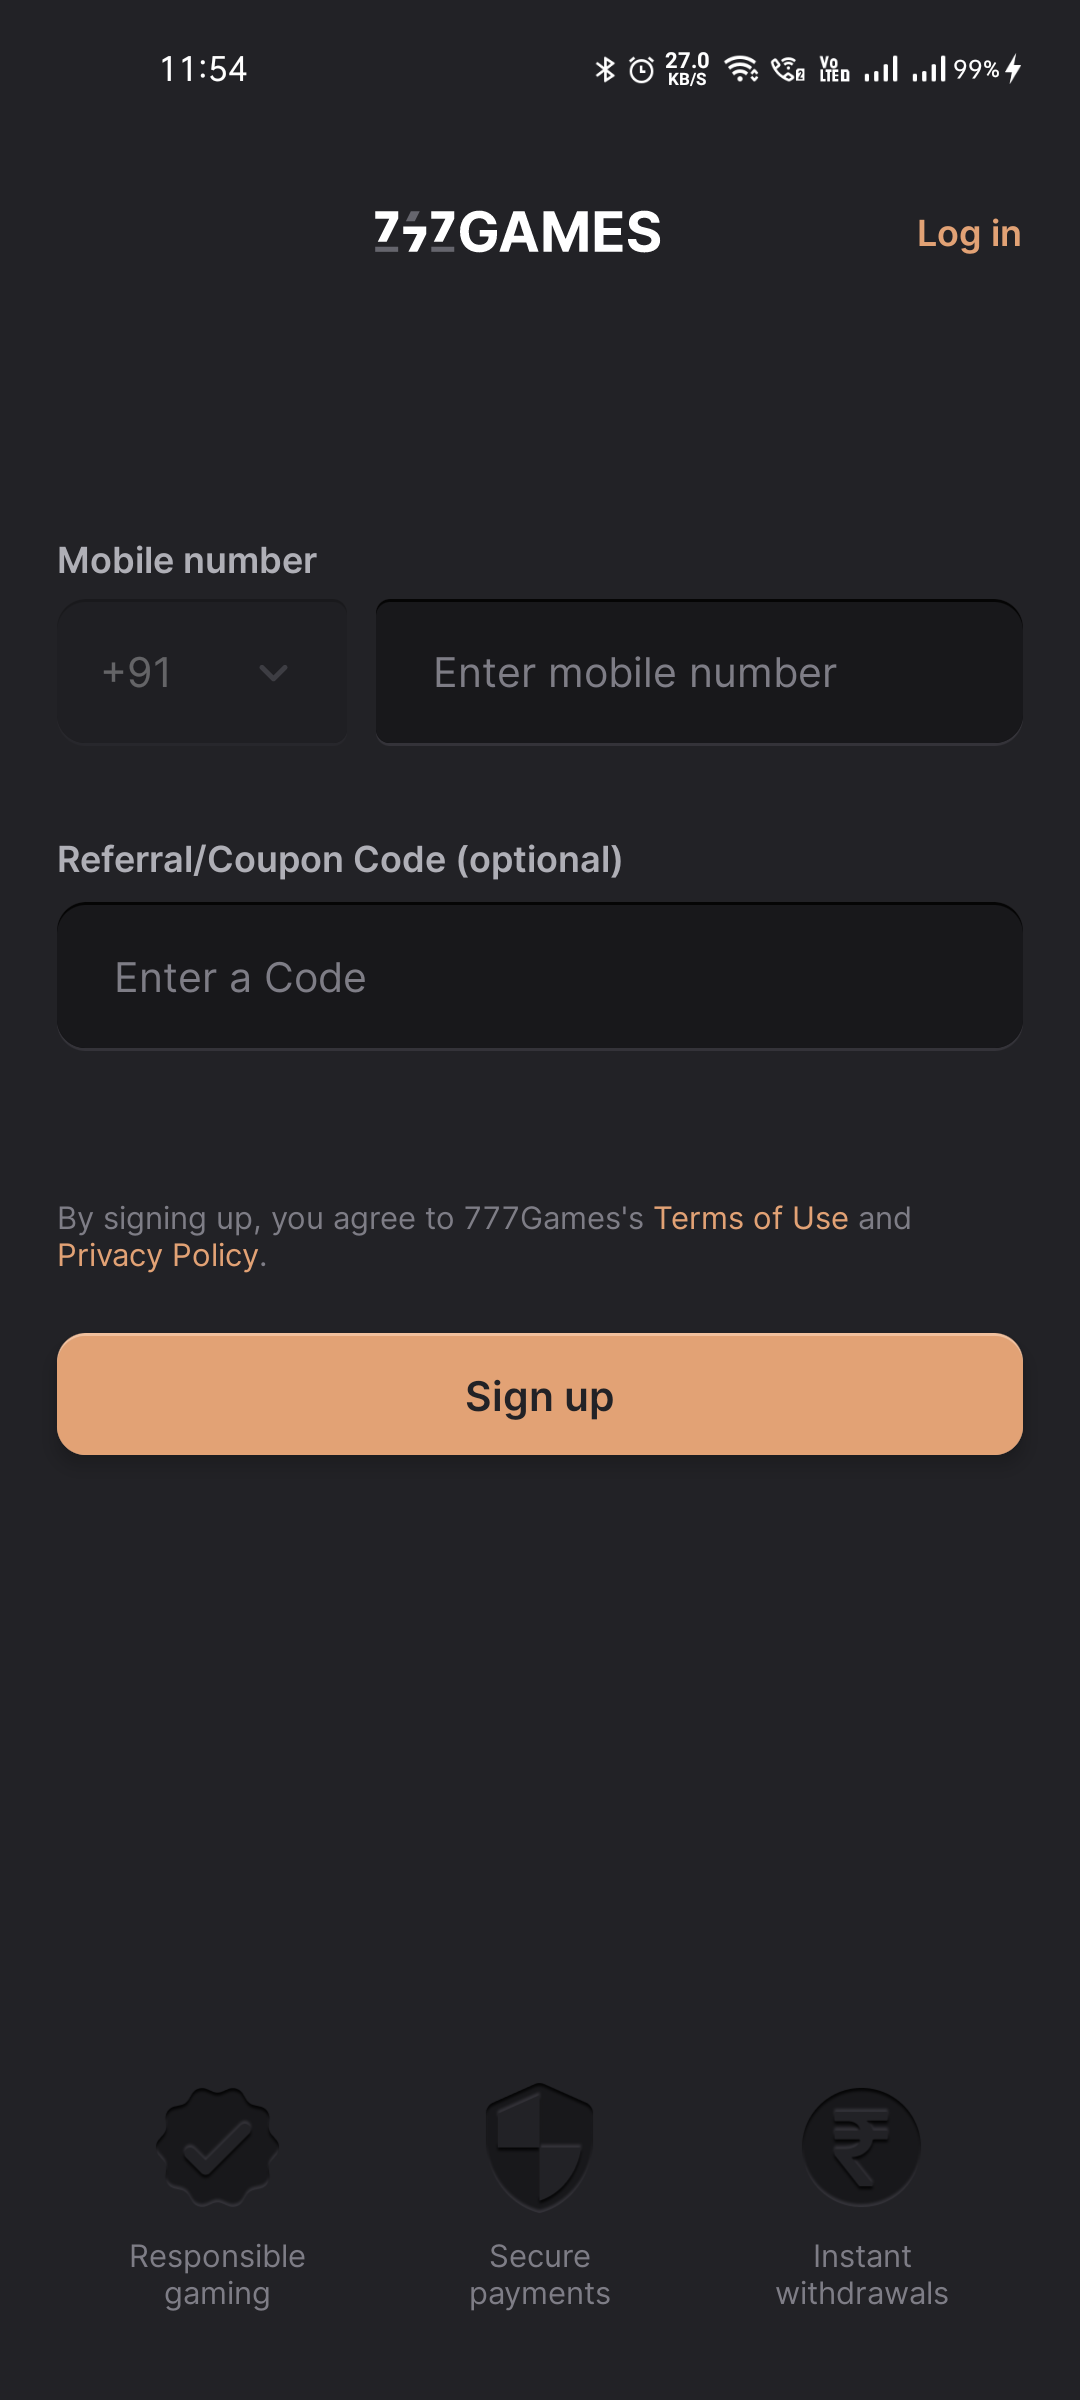 11:54
27.0
KB/S
2
Vo
LTE D
99%
777GAMES
Log in
Mobile number
+91
Enter mobile number
Referral/Coupon Code (optional)
Enter a Code
By signing up, you agree to 777Games's Terms of Use and
Privacy Policy.
Sign up
₹
Responsible
gaming
Secure
payments
Instant
withdrawals